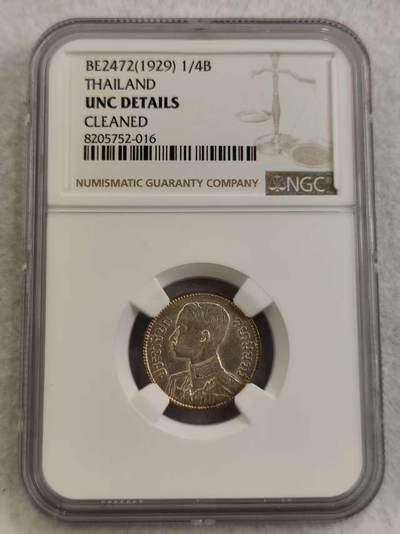 BE2472(1929) 1/4B
THAILAND
UNC DETAILS
CLEANED
8205752-016
NUMISMATIC GUARANTY COMPANY NGC